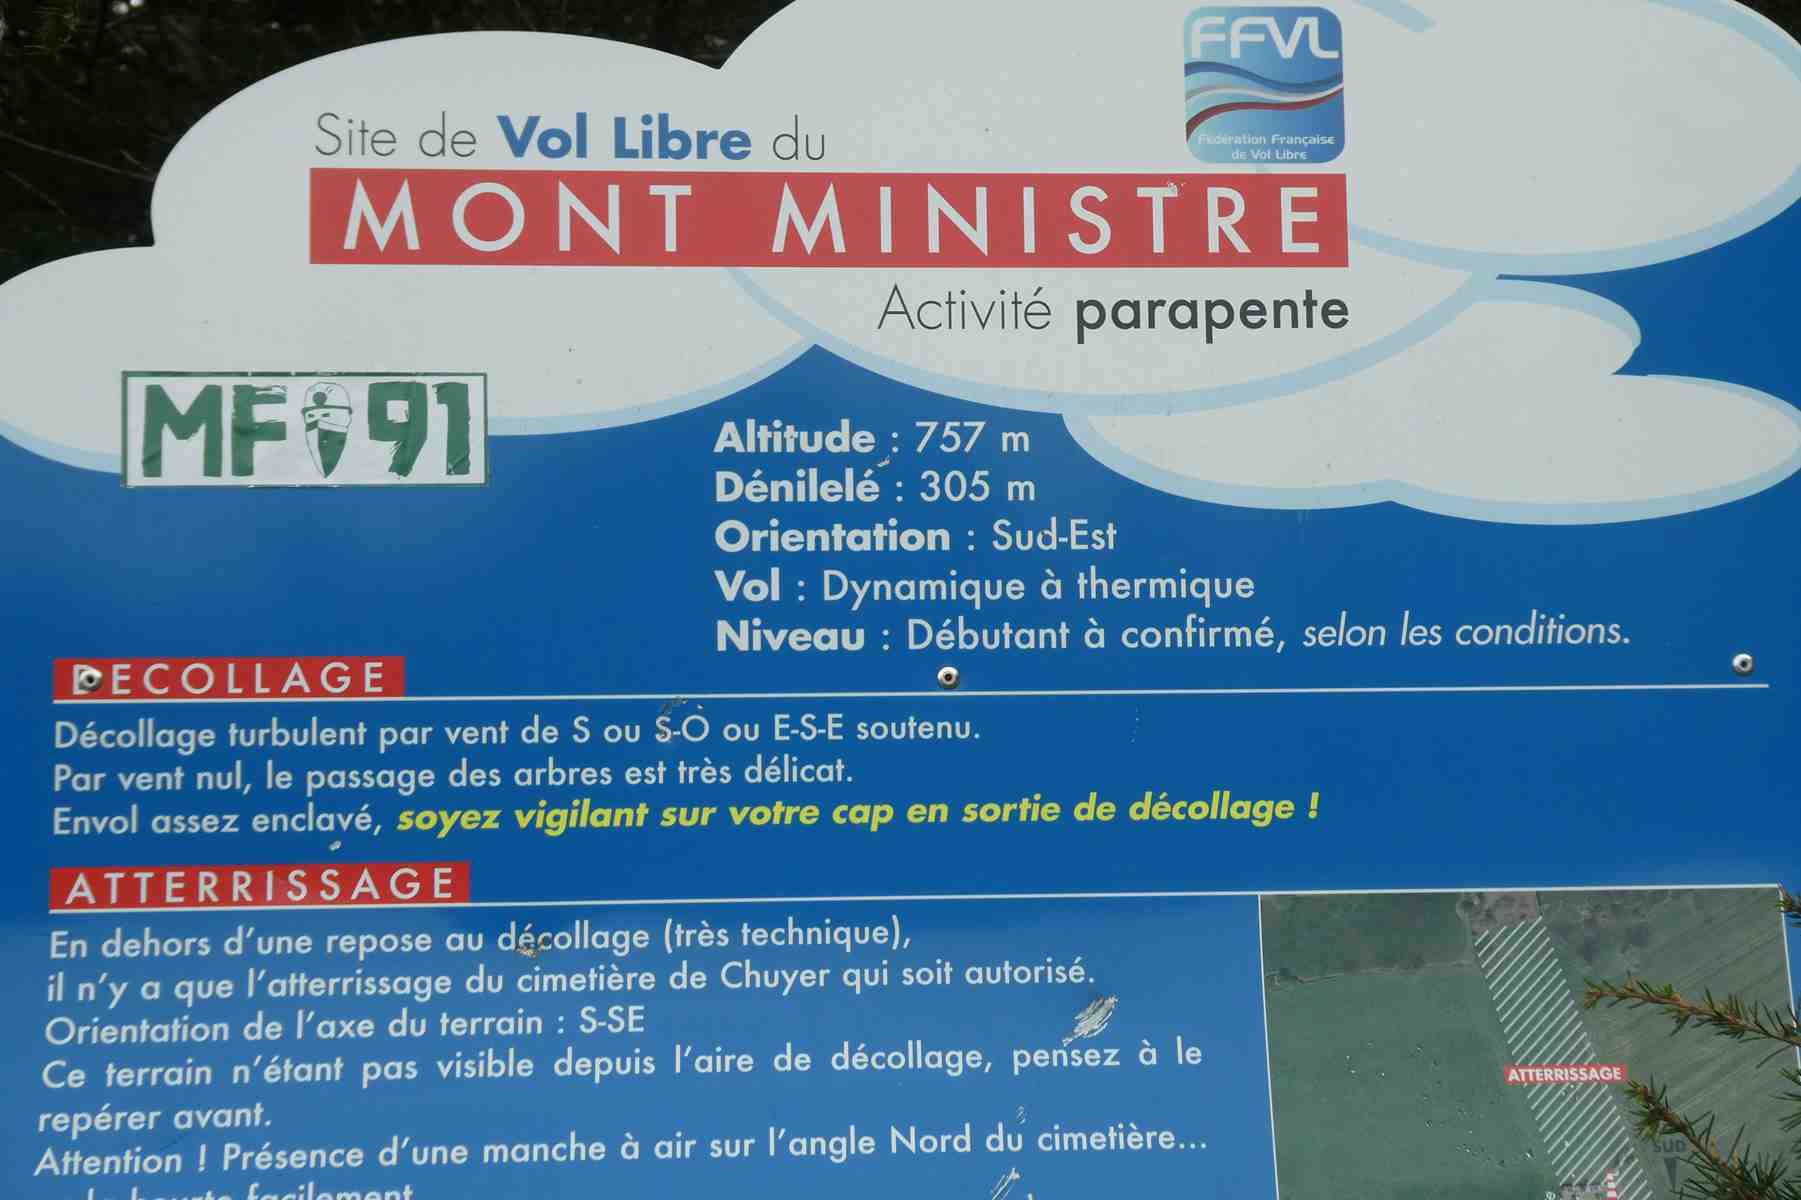 FFVL
Fédération Française
de Vol Libre
Site de Vol Libre du
MONT MINISTRE
Activité parapente
MF 91
Altitude : 757 m
Dénilelé : 305 m
Orientation : Sud-Est
Vol : Dynamique à thermique
Niveau : Débutant à confirmé, selon les conditions.
DECOLLAGE
Décollage turbulent par vent de S ou S-O ou E-S-E soutenu.
Par vent nul, le passage des arbres est très délicat.
Envol assez enclavé, soyez vigilant sur votre cap en sortie de décollage !
ATTERRISSAGE
En dehors d'une repose au décollage (très technique),
il n'y a que l'atterrissage du cimetière de Chuyer qui soit autorisé.
Orientation de l'axe du terrain : S-SE
Ce terrain n'étant pas visible depuis l'aire de décollage, pensez à le
repérer avant.
Attention ! Présence d'une manche à air sur l'angle Nord du cimetière...
facilement
ATTERRISSAGE
SUD